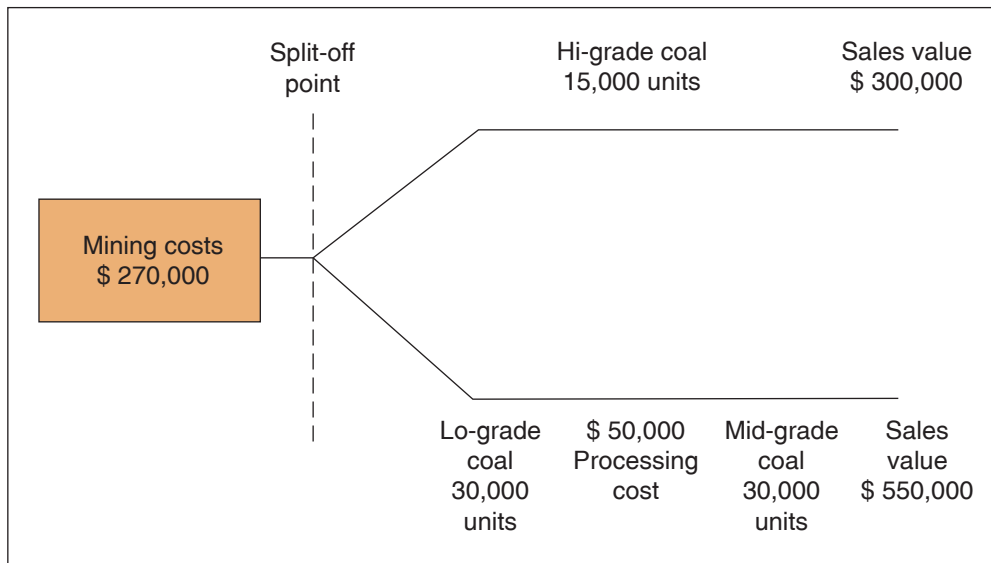 Split-off
point
Hi-grade coal
15,000 units
Sales value
$ 300,000
Mining costs
$ 270,000
Lo-grade
coal
30,000
units
$ 50,000
Processing
cost
Mid-grade
coal
30,000
units
Sales
value
$ 550,000